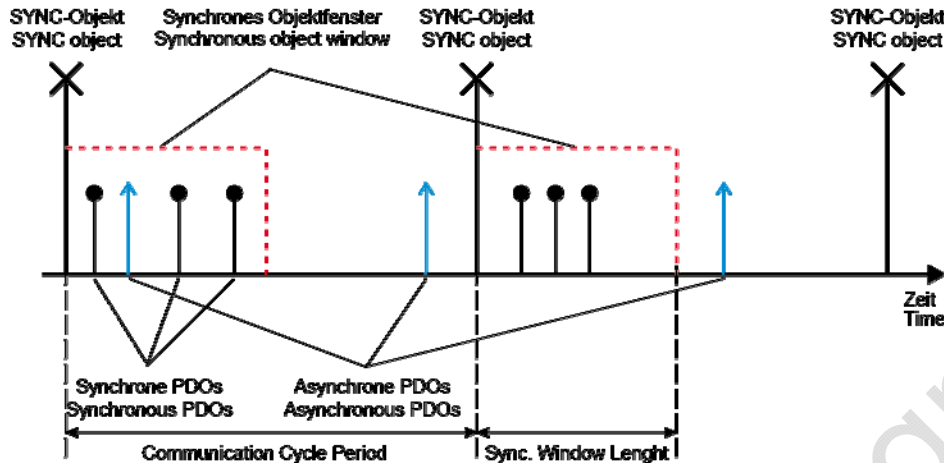 SYNC-Objekt
SYNC object
Synchrones Objektfenster
Synchronous object window
SYNC-Objekt
SYNC object
SYNC-Objekt
SYNC object
Zeit
Time
Synchrone PDOs
Synchronous PDOs
Asynchrone PDOs
Asynchronous PDOs
Communication Cycle Period
Sync. Window Lenght